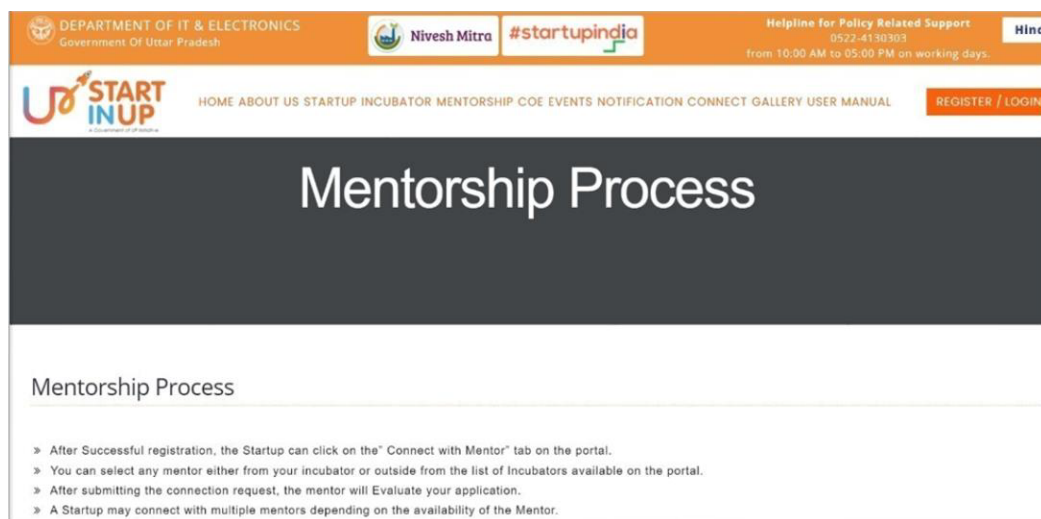 DEPARTMENT OF IT & ELECTRONICS
Government Of Uttar Pradesh
Nivesh Mitra
#startupindia
Helpline for Policy Related Support
0522-4130303
from 10:00 AM to 05:00 PM on working days.
UP START
INUP
A Government of UP Initiative
HOME ABOUT US STARTUP INCUBATOR MENTORSHIP COE EVENTS NOTIFICATION CONNECT GALLERY USER MANUAL
REGISTER / LOGIN
Mentorship Process
Mentorship Process
» After Successful registration, the Startup can click on the" Connect with Mentor" tab on the portal.
» You can select any mentor either from your incubator or outside from the list of Incubators available on the portal.
» After submitting the connection request, the mentor will Evaluate your application.
» A Startup may connect with multiple mentors depending on the availability of the Mentor.